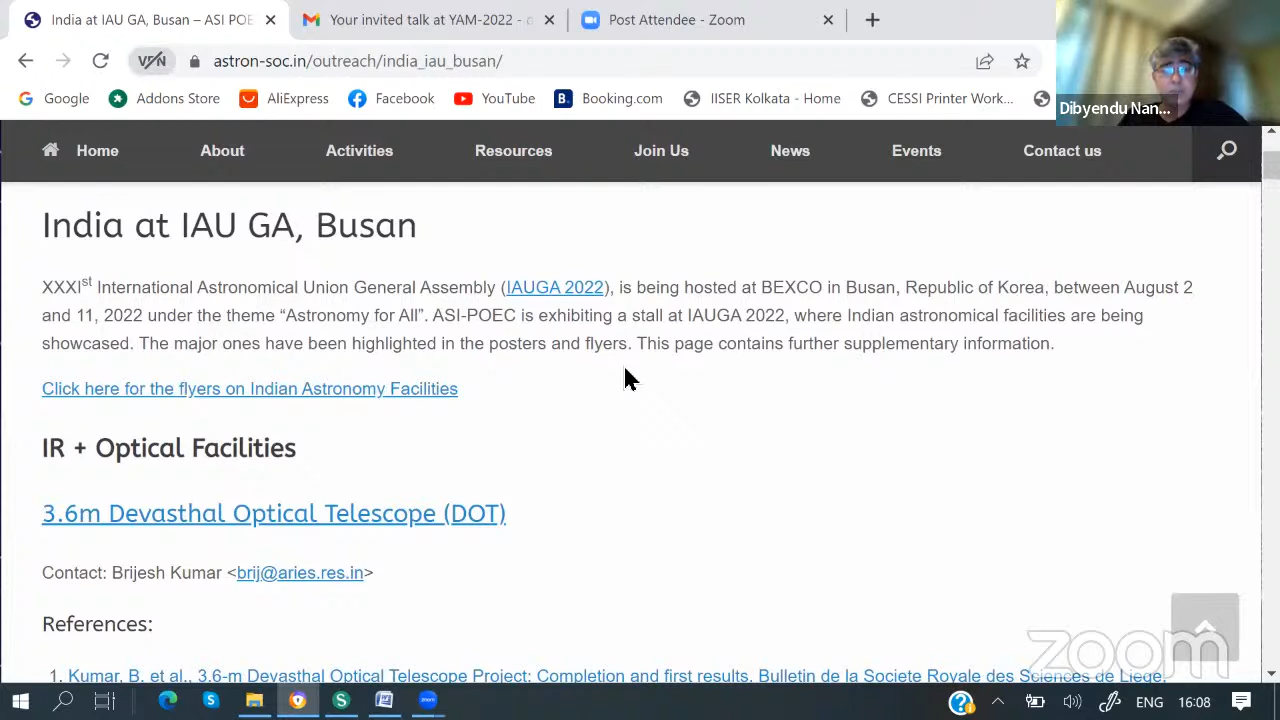 India at IAU GA, Busan – ASI POE
Your invited talk at YAM-2022 -
Post Attendee - Zoom
VPN
astron-soc.in/outreach/india_iau_busan/
Google
Addons Store
AliExpress
Facebook
YouTube
B.
Booking.com
IISER Kolkata - Home
CESSI Printer Work...
Dibyendu Nan...
Home
About
Activities
Resources
Join Us
News
Events
Contact us
India at IAU GA, Busan
XXXIst International Astronomical Union General Assembly (IAUGA 2022), is being hosted at BEXCO in Busan, Republic of Korea, between August 2
and 11, 2022 under the theme “Astronomy for All”. ASI-POEC is exhibiting a stall at IAUGA 2022, where Indian astronomical facilities are being
showcased. The major ones have been highlighted in the posters and flyers. This page contains further supplementary information.
Click here for the flyers on Indian Astronomy Facilities
IR + Optical Facilities
3.6m Devasthal Optical Telescope (DOT)
Contact: Brijesh Kumar <brij@aries.res.in>
References:
1. Kumar, B. et al., 3.6-m Devasthal Optical Telescope Project: Completion and first results, Bulletin de la Societe Royale des Sciences de Liege,
zoom
ENG
16:08